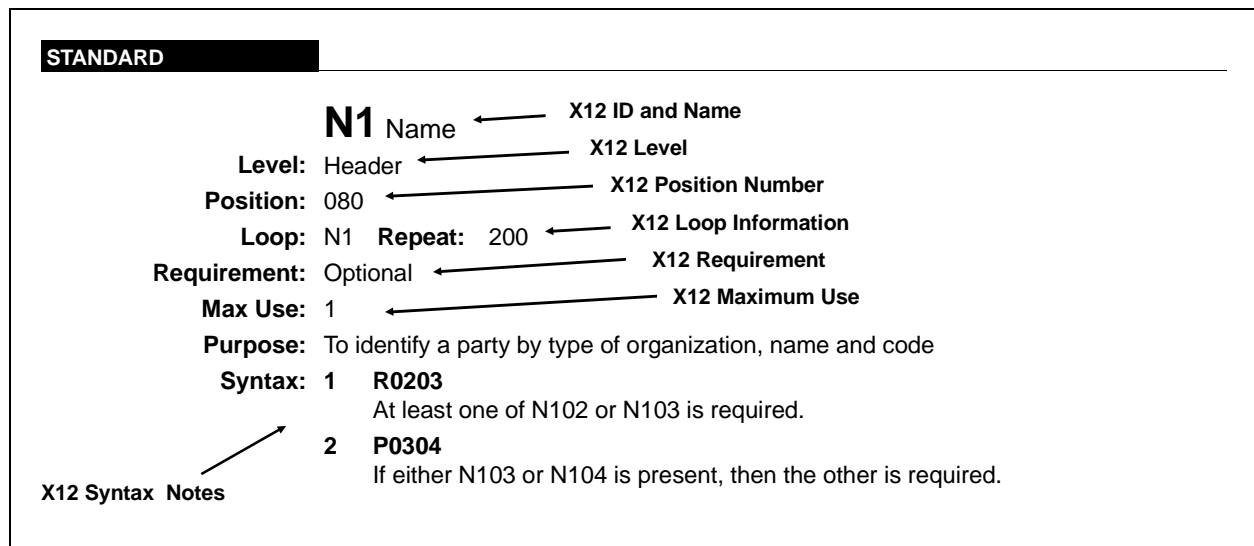 STANDARD
N1 Name X12 ID and Name
Level: Header X12 Level
Position: 080 X12 Position Number
Loop: N1 Repeat: 200 X12 Loop Information
Requirement: Optional X12 Requirement
Max Use: 1 X12 Maximum Use
Purpose: To identify a party by type of organization, name and code
Syntax: 1 R0203
At least one of N102 or N103 is required.
2 P0304
If either N103 or N104 is present, then the other is required.
X12 Syntax Notes